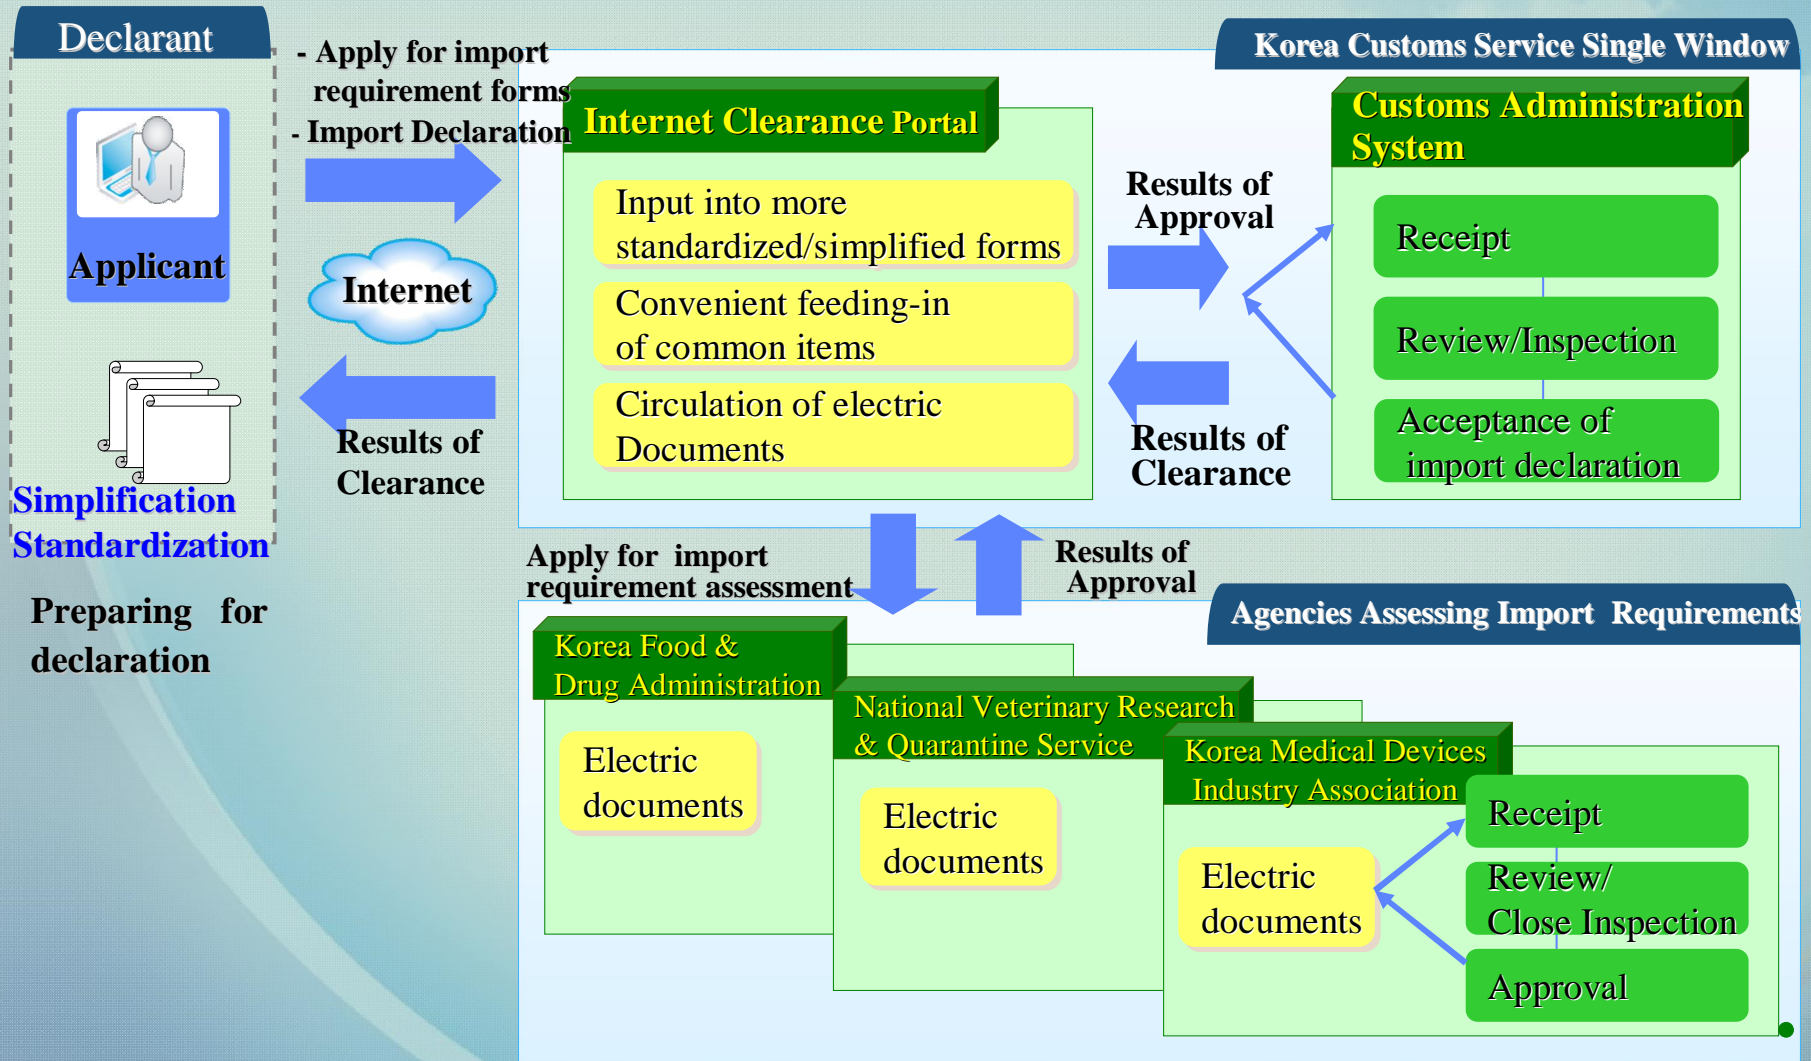 Declarant
Applicant
Simplification
Standardization
Preparing for
declaration
- Apply for import
requirement forms
- Import Declaration
Internet
Results of
Clearance
Korea Customs Service Single Window
Internet Clearance Portal
Input into more
standardized/simplified forms
Convenient feeding-in
of common items
Circulation of electric
Documents
Results of
Approval
Results of
Clearance
Customs Administration
System
Receipt
Review/Inspection
Acceptance of
import declaration
Apply for import
requirement assessment
Results of
Approval
Agencies Assessing Import Requirements
Korea Food &
Drug Administration
Electric
documents
National Veterinary Research
& Quarantine Service
Electric
documents
Korea Medical Devices
Industry Association
Electric
documents
Receipt
Review/
Close Inspection
Approval